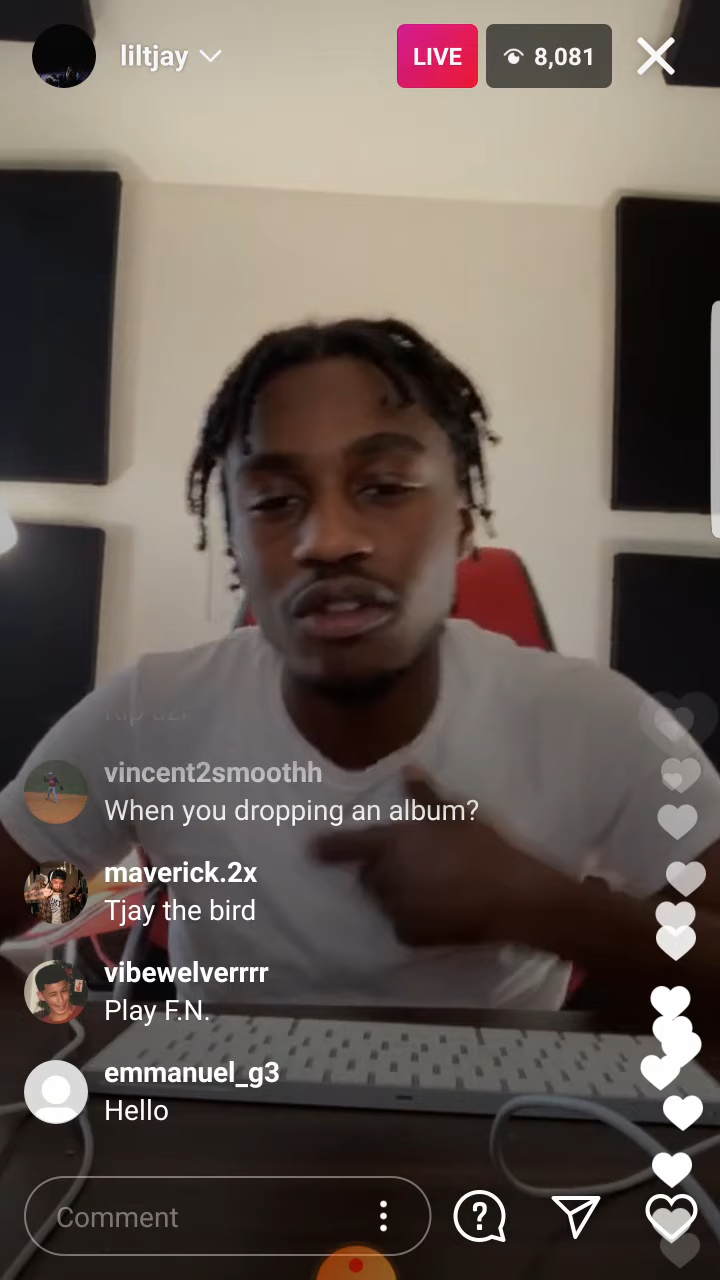 liltjay
LIVE
8,081
vincent2smoothh
When you dropping an album?
maverick.2x
Tjay the bird
vibewelverrrr
Play F.N.
emmanuel_g3
Hello
Comment